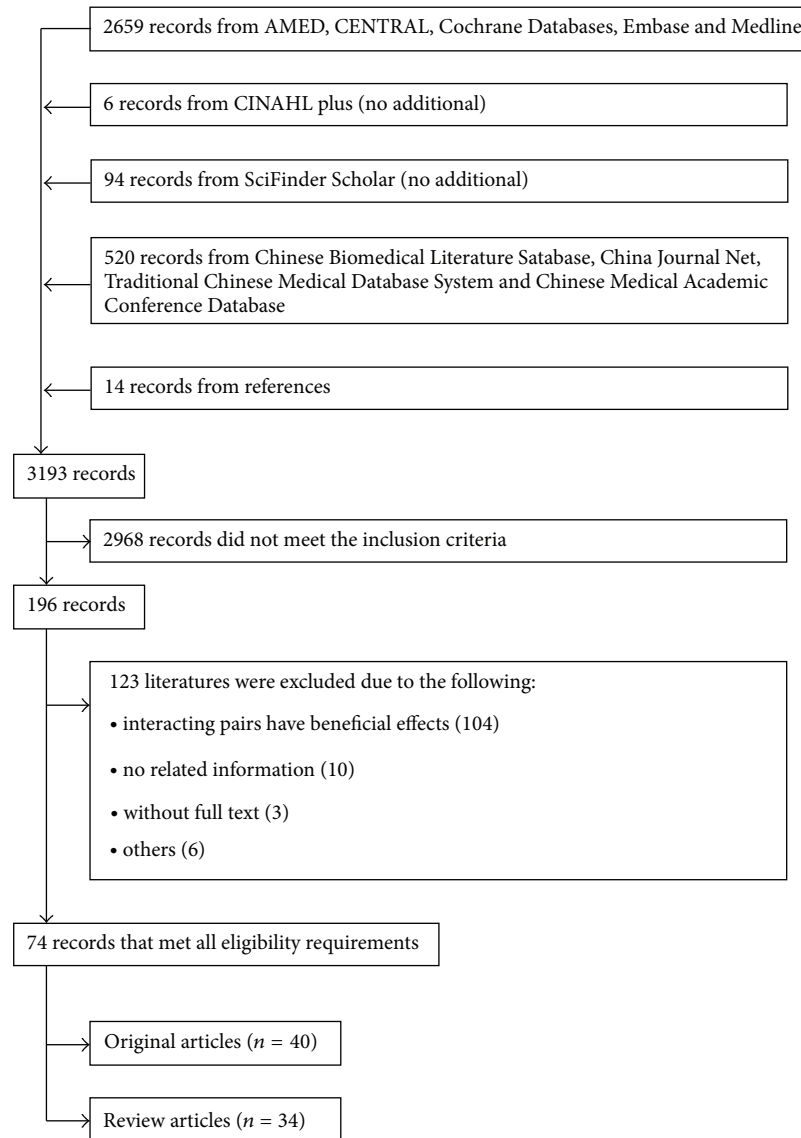 2659 records from AMED, CENTRAL, Cochrane Databases, Embase and Medline
6 records from CINAHL plus (no additional)
94 records from SciFinder Scholar (no additional)
520 records from Chinese Biomedical Literature Satabase, China Journal Net,
Traditional Chinese Medical Database System and Chinese Medical Academic
Conference Database
14 records from references
3193 records
2968 records did not meet the inclusion criteria
196 records
123 literatures were excluded due to the following:
• interacting pairs have beneficial effects (104)
• no related information (10)
• without full text (3)
• others (6)
74 records that met all eligibility requirements
Original articles (n = 40)
Review articles (n = 34)